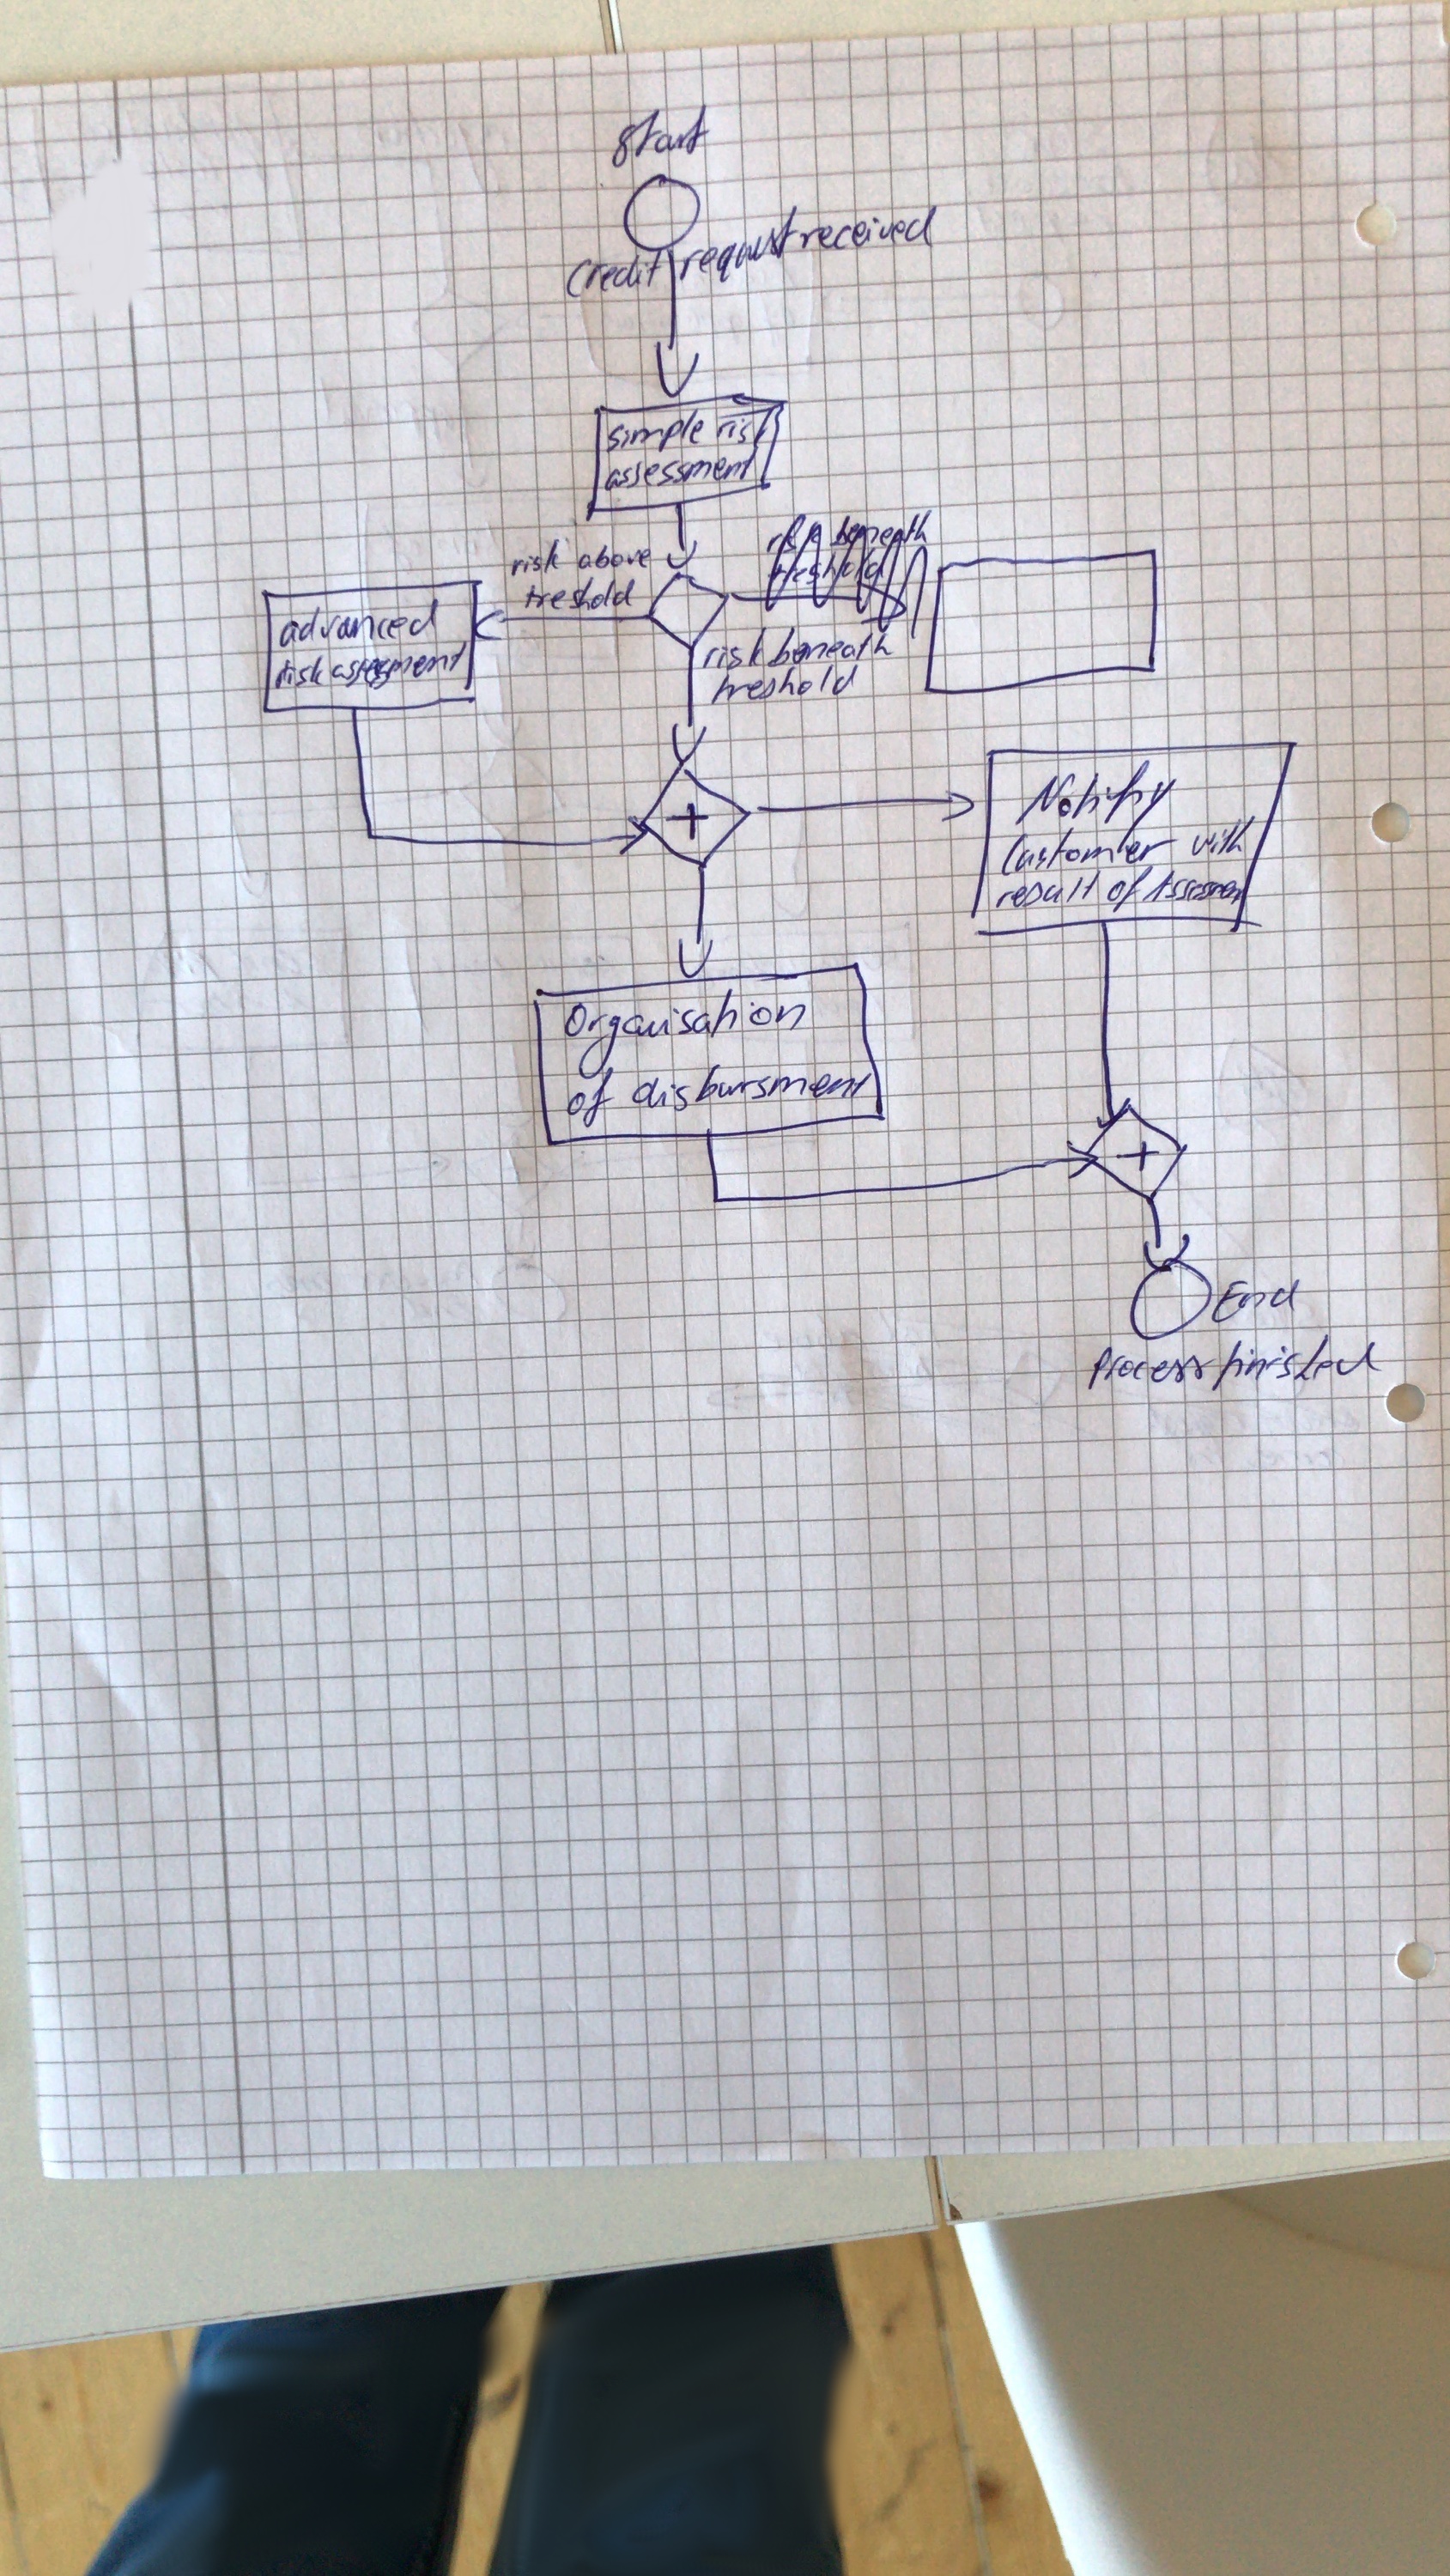 Start
Credit request received
simple risk
assessment
risk above
treshold
risk beneath
treshold
advanced
risk assessment
risk beneath
treshold
+
Notify
Customer with
result of Assessment
Organisation
of disbursment
+
End
Process finished